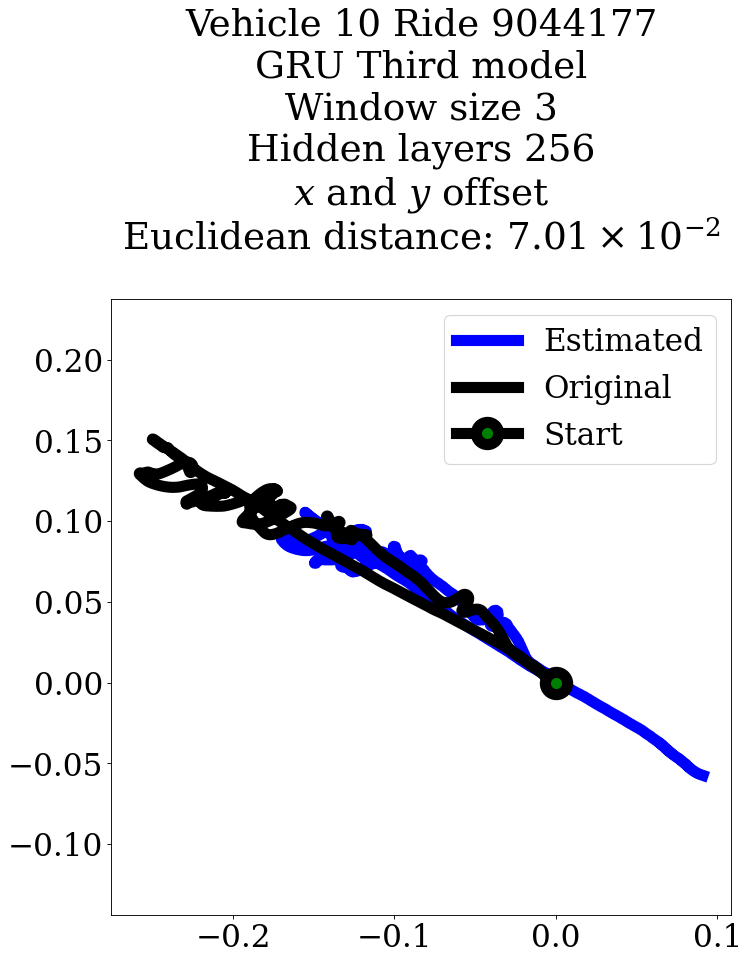 Vehicle 10 Ride 9044177
GRU Third model
Window size 3
Hidden layers 256
x and y offset
Euclidean distance: 7.01 × 10⁻²
Estimated
Original
Start
0.20
0.15
0.10
0.05
0.00
−0.05
−0.10
−0.2 −0.1 0.0 0.1